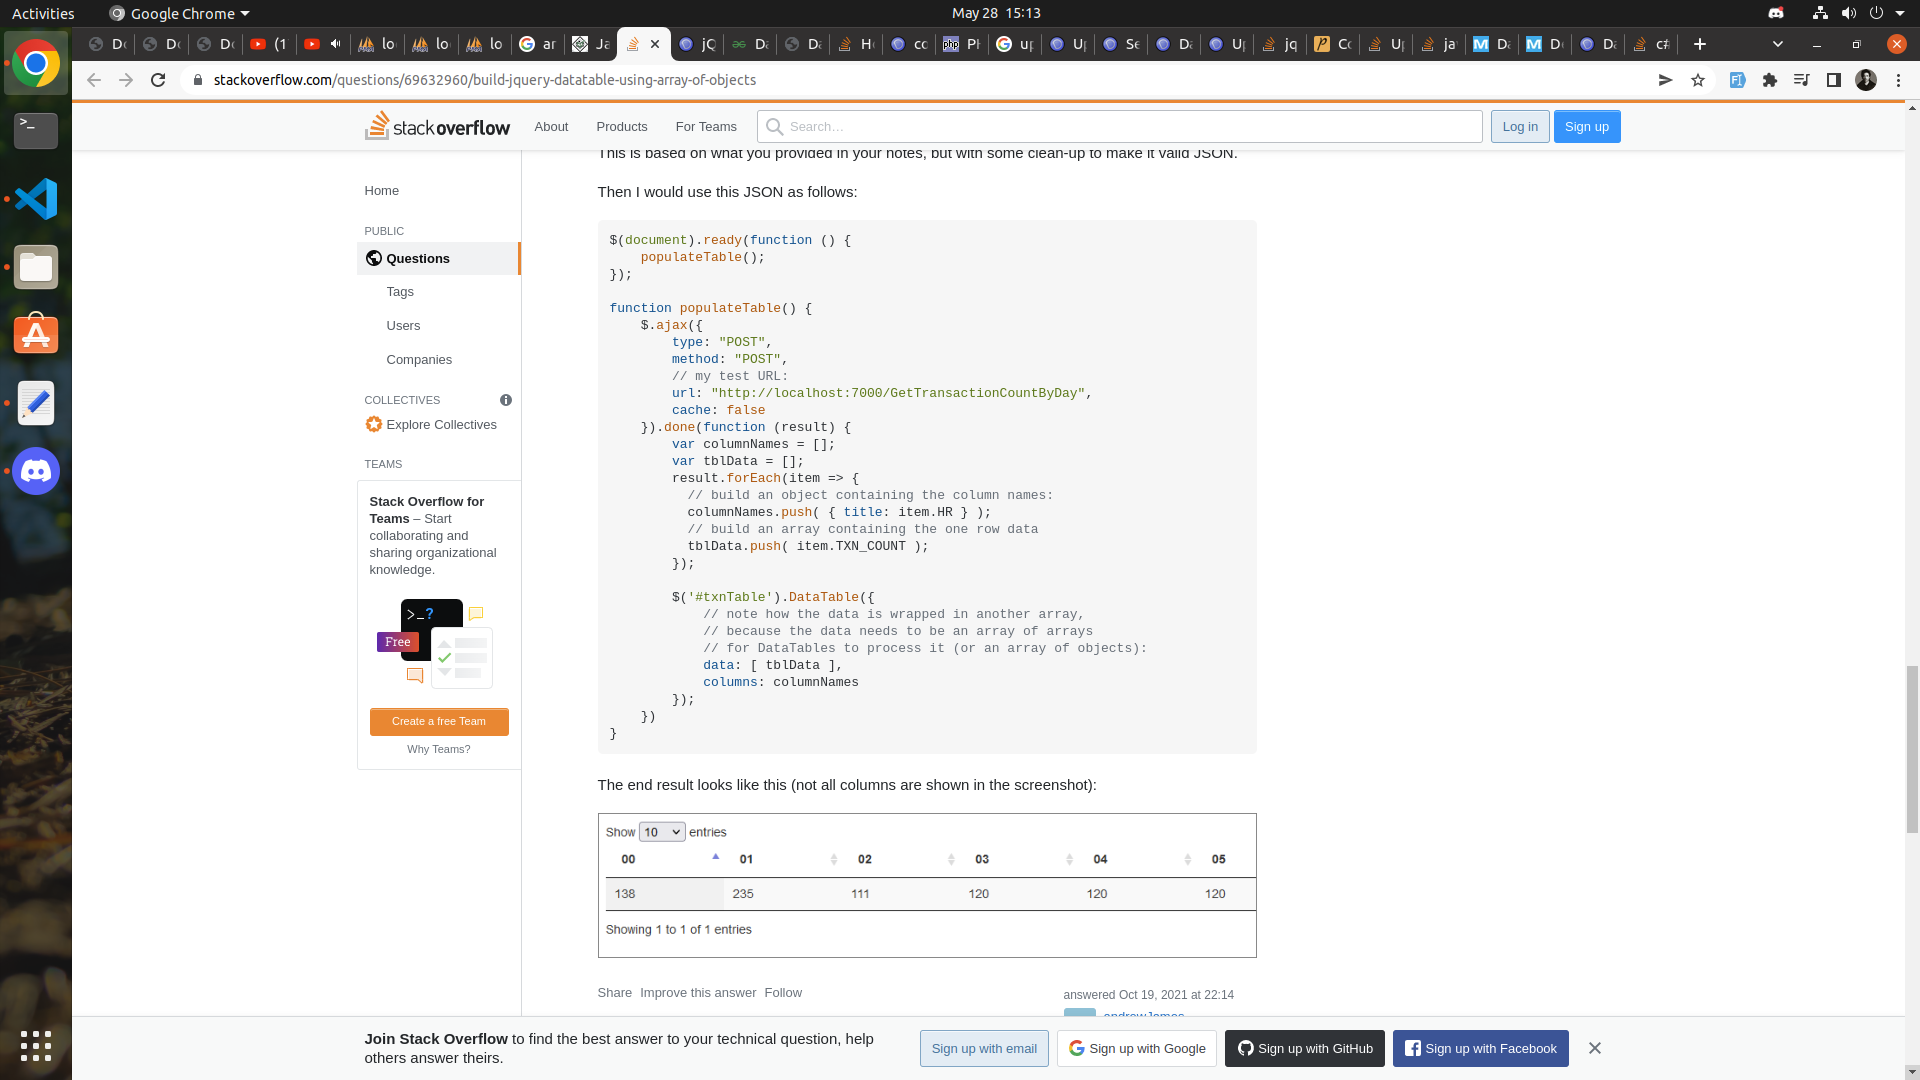 Activities
Google Chrome
May 28 15:13
stackoverflow.com/questions/69632960/build-jquery-datatable-using-array-of-objects
stack overflow
About
Products
For Teams
Search…
Log in
Sign up
This is based on what you provided in your notes, but with some clean-up to make it valid JSON.
Home
PUBLIC
Questions
Tags
Users
Companies
COLLECTIVES
Explore Collectives
TEAMS
Stack Overflow for
Teams – Start
collaborating and
sharing organizational
knowledge.
>_?
Free
Create a free Team
Why Teams?
Then I would use this JSON as follows:
$(document).ready(function () {
    populateTable();
});
function populateTable() {
    $.ajax({
        type: "POST",
        method: "POST",
        // my test URL:
        url: "http://localhost:7000/GetTransactionCountByDay",
        cache: false
    }).done(function (result) {
        var columnNames = [];
        var tblData = [];
        result.forEach(item => {
          // build an object containing the column names:
          columnNames.push( { title: item.HR } );
          // build an array containing the one row data
          tblData.push( item.TXN_COUNT );
        });
        $('#txnTable').DataTable({
            // note how the data is wrapped in another array,
            // because the data needs to be an array of arrays
            // for DataTables to process it (or an array of objects):
            data: [ tblData ],
            columns: columnNames
        });
    })
}
The end result looks like this (not all columns are shown in the screenshot):
Show 10 entries
00 01 02 03 04 05
138 235 111 120 120 120
Showing 1 to 1 of 1 entries
Share Improve this answer Follow
answered Oct 19, 2021 at 22:14
andrewJames
Join Stack Overflow to find the best answer to your technical question, help
others answer theirs.
Sign up with email
Sign up with Google
Sign up with GitHub
Sign up with Facebook